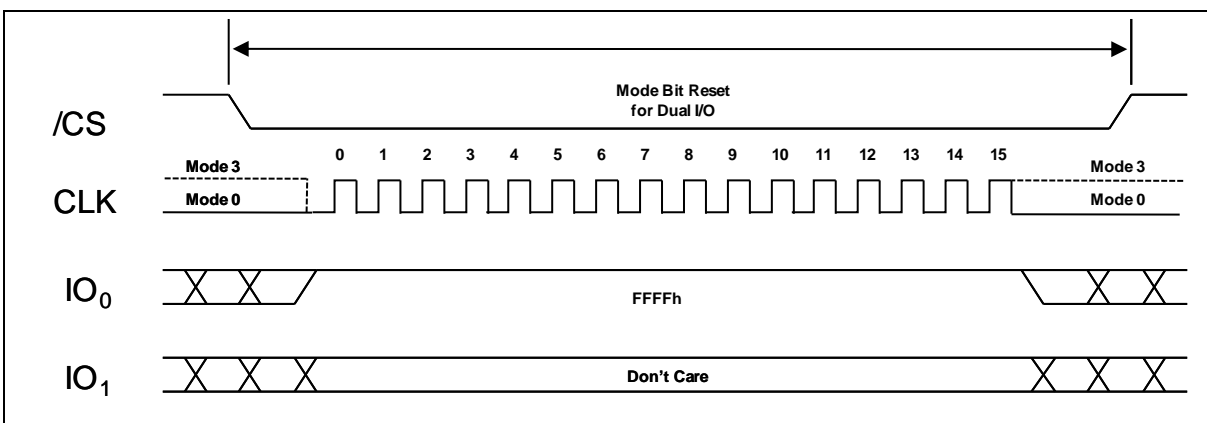 Mode Bit Reset
for Dual I/O
/CS
0 1 2 3 4 5 6 7 8 9 10 11 12 13 14 15
Mode 3 Mode 3
CLK Mode 0 Mode 0
IO0 FFFFh
IO1 Don't Care